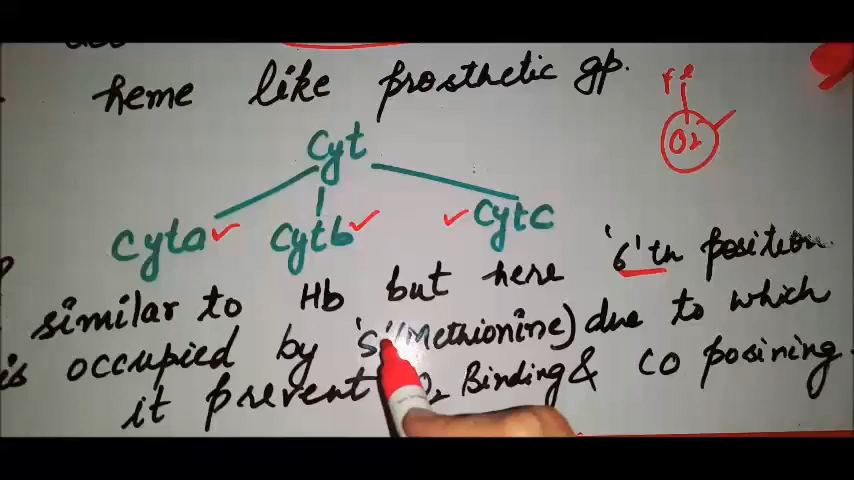 heme like prosthetic gp.
Fe
O2
Cyt
Cyta Cytb Cytc
similar to Hb but here '6'th position
is occupied by 'S' (Methionine) due to which
it prevent O2 Binding & CO posining.